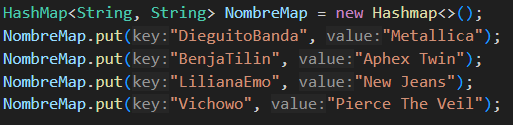 HashMap<String, String> NombreMap = new Hashmap<>();
NombreMap.put(key:"DieguitoBanda", value:"Metallica");
NombreMap.put(key:"BenjaTilin", value:"Aphex Twin");
NombreMap.put(key:"LilianaEmo", value:"New Jeans");
NombreMap.put(key:"Vichowo", value:"Pierce The Veil");